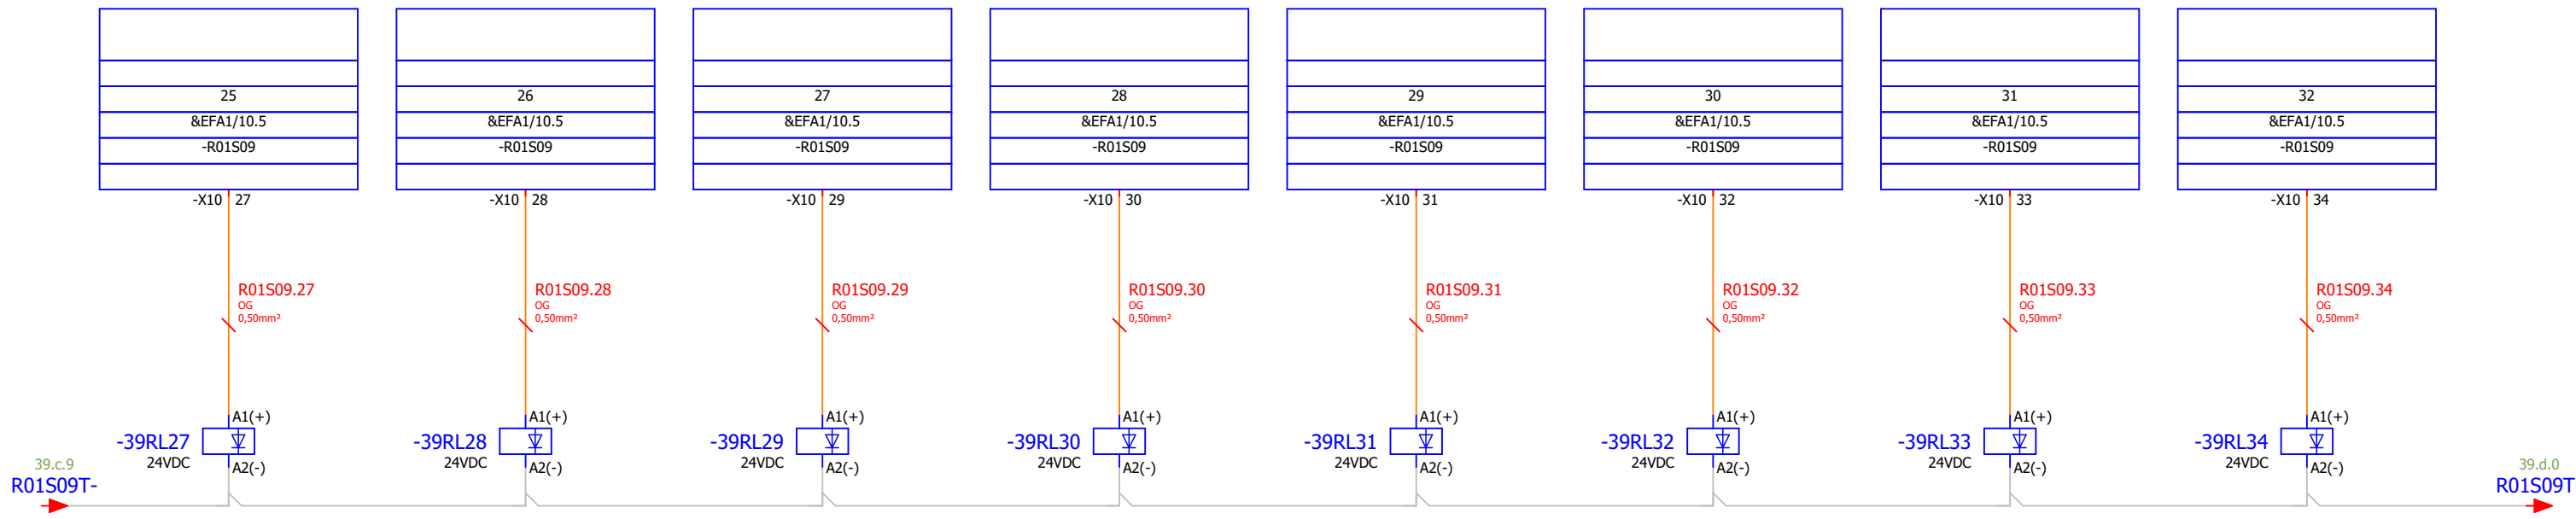 25 26 27 28 29 30 31 32
&EFA1/10.5 &EFA1/10.5 &EFA1/10.5 &EFA1/10.5 &EFA1/10.5 &EFA1/10.5 &EFA1/10.5 &EFA1/10.5
-R01S09 -R01S09 -R01S09 -R01S09 -R01S09 -R01S09 -R01S09 -R01S09
-X10 27 -X10 28 -X10 29 -X10 30 -X10 31 -X10 32 -X10 33 -X10 34
R01S09.27 R01S09.28 R01S09.29 R01S09.30 R01S09.31 R01S09.32 R01S09.33 R01S09.34
OG OG OG OG OG OG OG OG
0,50mm² 0,50mm² 0,50mm² 0,50mm² 0,50mm² 0,50mm² 0,50mm² 0,50mm²
A1(+) A1(+) A1(+) A1(+) A1(+) A1(+) A1(+) A1(+)
-39RL27 -39RL28 -39RL29 -39RL30 -39RL31 -39RL32 -39RL33 -39RL34
24VDC 24VDC 24VDC 24VDC 24VDC 24VDC 24VDC 24VDC
39.c.9 A2(-) A2(-) A2(-) A2(-) A2(-) A2(-) A2(-) A2(-) 39.d.0
R01S09T- R01S09T